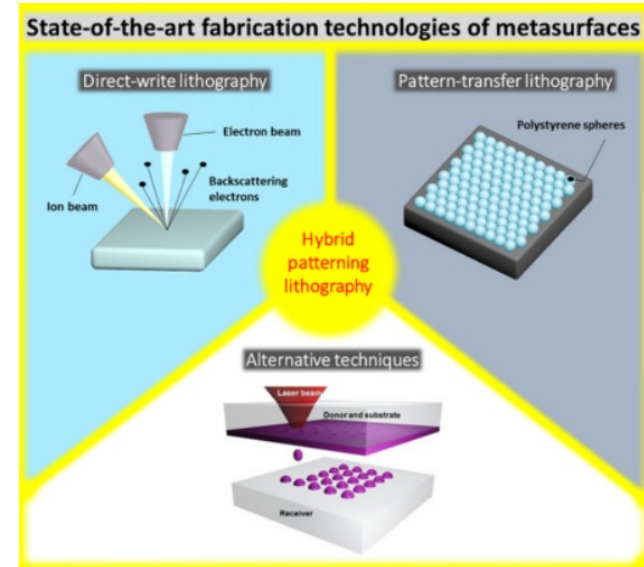 State-of-the-art fabrication technologies of metasurfaces
Direct-write lithography
Electron beam
Ion beam
Backscattering
electrons
Pattern-transfer lithography
Polystyrene spheres
Hybrid
patterning
lithography
Alternative techniques
Laser beam
Donor and substrate
Receiver